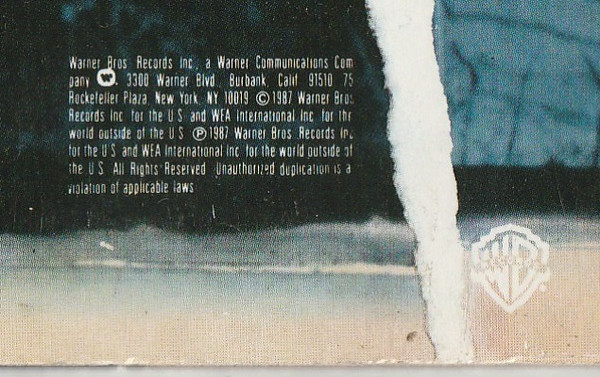 Warner Bros Records Inc, a Warner Communications Com
pany W. 3300 Warner Blvd, Burbank, Calif 91510 75
Rockefeller Plaza, New York, NY 10019 ©1987 Warner Bros
Records Inc for the U S and WEA International Inc for the
world outside of the U S ℗1987 Warner Bros Records Inc
for the U S and WEA International Inc for the world outside of
the U S. All Rights Reserved Unauthorized duplication is a
violation of applicable laws
WB